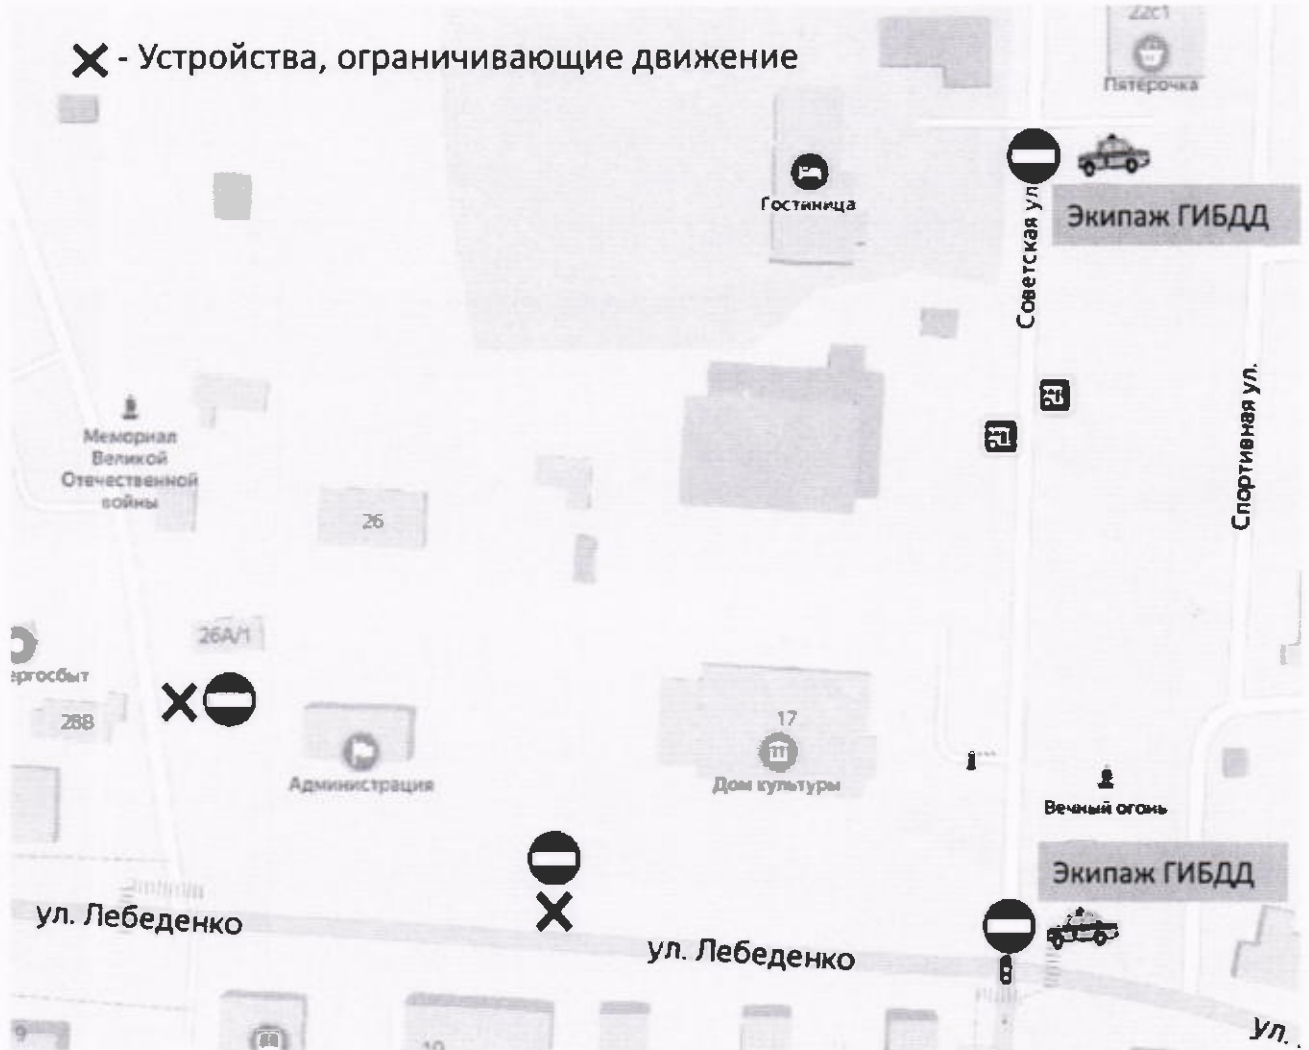 22с1
✕ - Устройства, ограничивающие движение
Пятёрочка
Гостиница
Экипаж ГИБДД
Советская ул.
Спортивная ул.
Мемориал
Великой
Отечественной
войны
26
26А/1
ергосбыт
28В
17
Администрация
Дом культуры
Вечный огонь
Экипаж ГИБДД
ул. Лебеденко
ул. Лебеденко
ул.
9
10